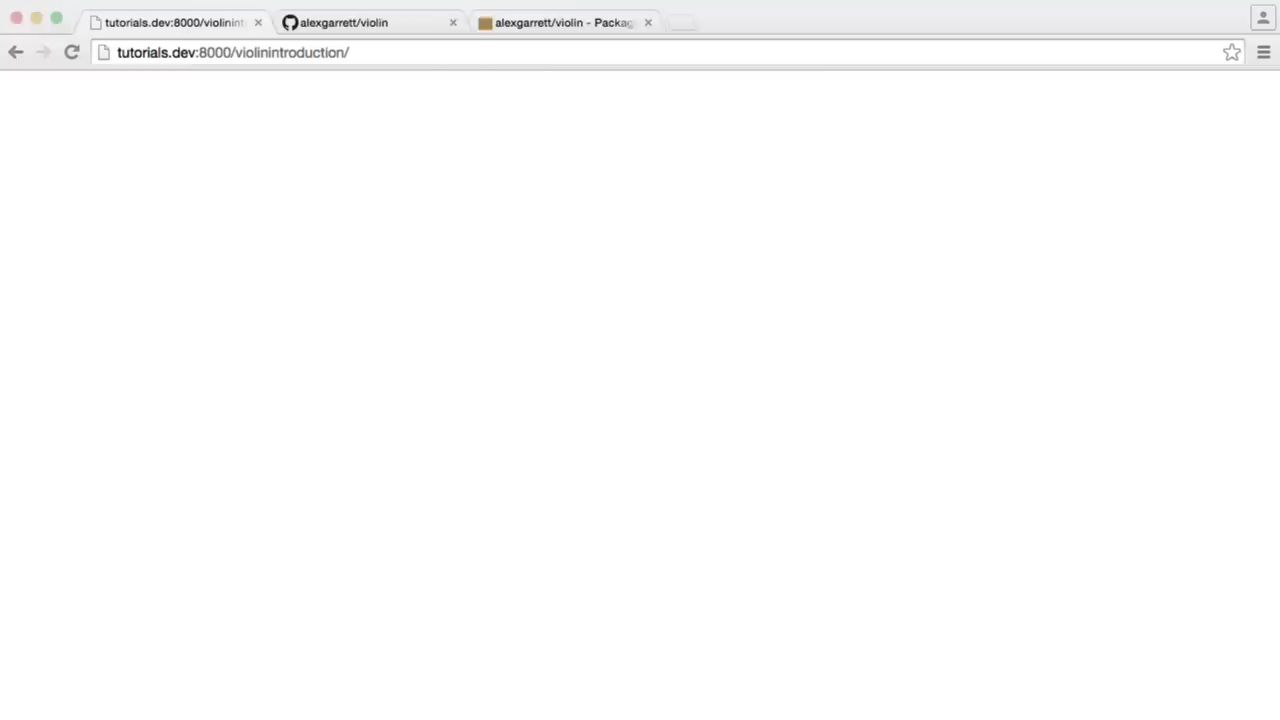 tutorials.dev:8000/violinint
alexgarrett/violin
alexgarrett/violin - Packag
tutorials.dev:8000/violinintroduction/